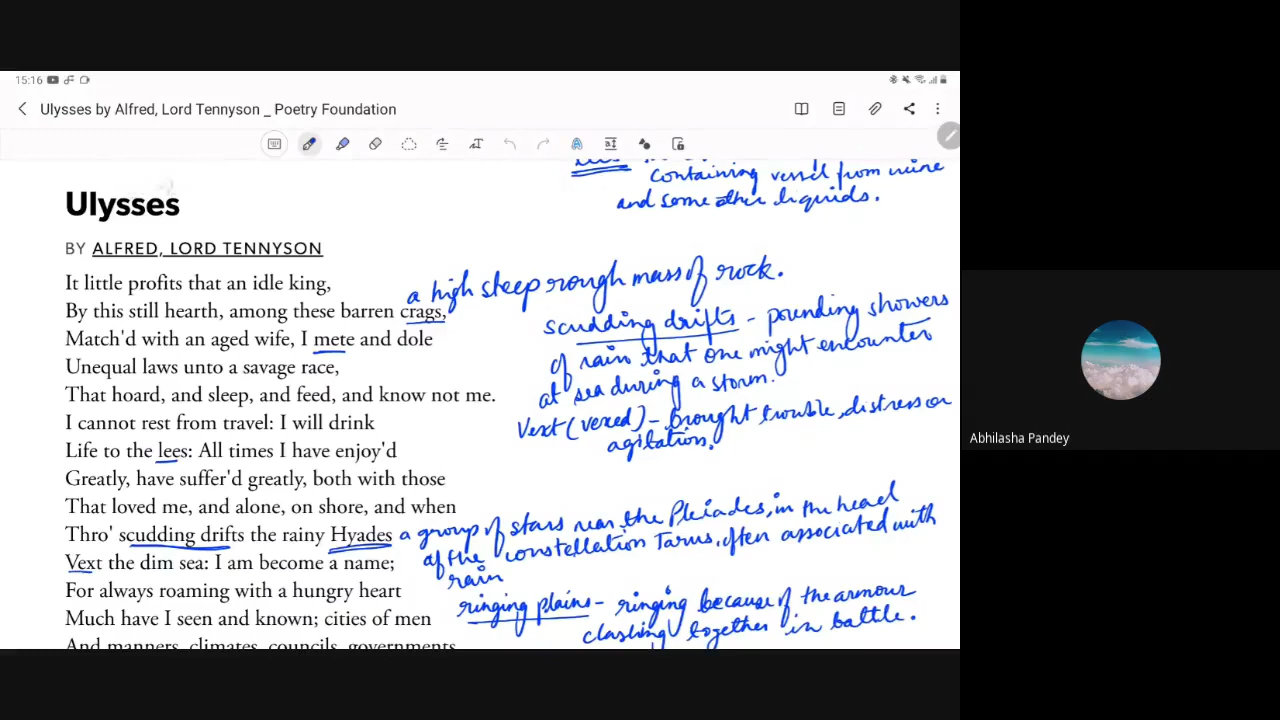 15:16
Ulysses by Alfred, Lord Tennyson _ Poetry Foundation
containing vessel from wine
and some other liquids.
Ulysses
BY ALFRED, LORD TENNYSON
It little profits that an idle king,
a high steep rough mass of rock.
By this still hearth, among these barren crags,
Match'd with an aged wife, I mete and dole
Unequal laws unto a savage race,
That hoard, and sleep, and feed, and know not me.
I cannot rest from travel: I will drink
Life to the lees: All times I have enjoy'd
Greatly, have suffer'd greatly, both with those
That loved me, and alone, on shore, and when
Thro' scudding drifts the rainy Hyades
Vext the dim sea: I am become a name;
For always roaming with a hungry heart
Much have I seen and known; cities of men
And manners, climates, councils, governments,
scudding drifts - pounding showers
of rain that one might encounter
at sea during a storm.
Vext (vexed) - brought trouble, distress or
agitation.
a group of stars near the Pleiades, in the head
of the constellation Tarus, often associated with
rain
ringing plains - ringing because of the armour
clashing together in battle.
Abhilasha Pandey